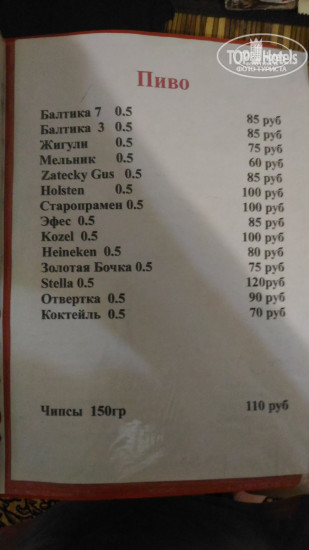 TOPHotels
ФОТО ТУРИСТА
Пиво
Балтика 7 0.5 85 руб
Балтика 3 0.5 85 руб
Жигули 0.5 75 руб
Мельник 0.5 60 руб
Zatecky Gus 0.5 85 руб
Holsten 0.5 100 руб
Старопрамен 0.5 100 руб
Эфес 0.5 85 руб
Kozel 0.5 100 руб
Heineken 0.5 80 руб
Золотая Бочка 0.5 75 руб
Stella 0.5 120руб
Отвертка 0.5 90 руб
Коктейль 0.5 70 руб
Чипсы 150гр 110 руб